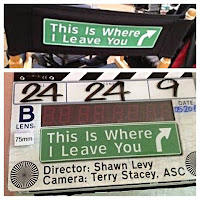 This Is Where
I Leave You
24 24
B
LENS
75mm
DATE
This Is Where
I Leave You
Director: Shawn Levy
Camera: Terry Stacey, ASC